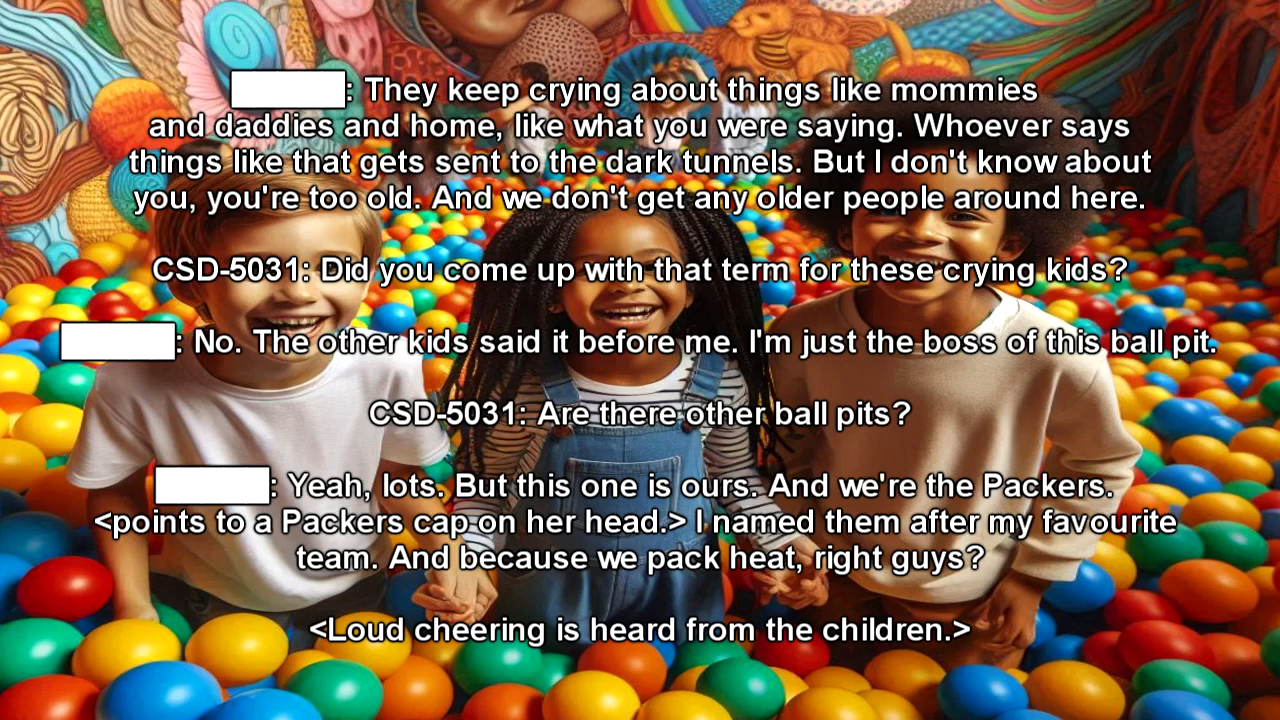 : They keep crying about things like mommies
and daddies and home, like what you were saying. Whoever says
things like that gets sent to the dark tunnels. But I don't know about
you, you're too old. And we don't get any older people around here.
CSD-5031: Did you come up with that term for these crying kids?
: No. The other kids said it before me. I'm just the boss of this ball pit.
CSD-5031: Are there other ball pits?
: Yeah, lots. But this one is ours. And we're the Packers.
<points to a Packers cap on her head.> I named them after my favourite
team. And because we pack heat, right guys?
<Loud cheering is heard from the children.>